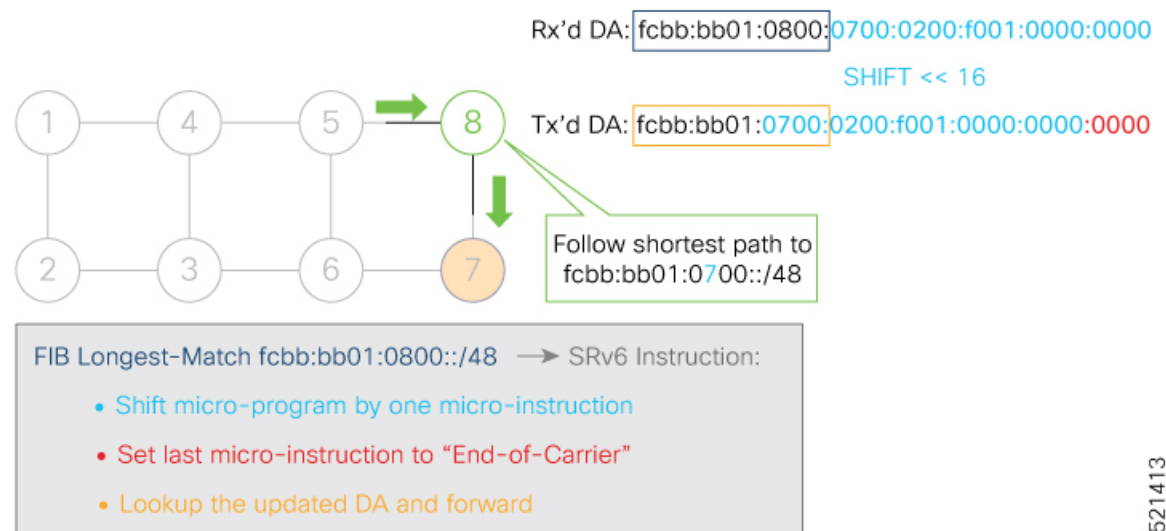 Rx'd DA: fcbb:bb01:0800:0700:0200:f001:0000:0000
SHIFT << 16
Tx'd DA: fcbb:bb01:0700:0200:f001:0000:0000:0000
1
4
5
8
2
3
6
7
Follow shortest path to
fcbb:bb01:0700::/48
FIB Longest-Match fcbb:bb01:0800::/48 → SRv6 Instruction:
• Shift micro-program by one micro-instruction
• Set last micro-instruction to “End-of-Carrier”
• Lookup the updated DA and forward
521413